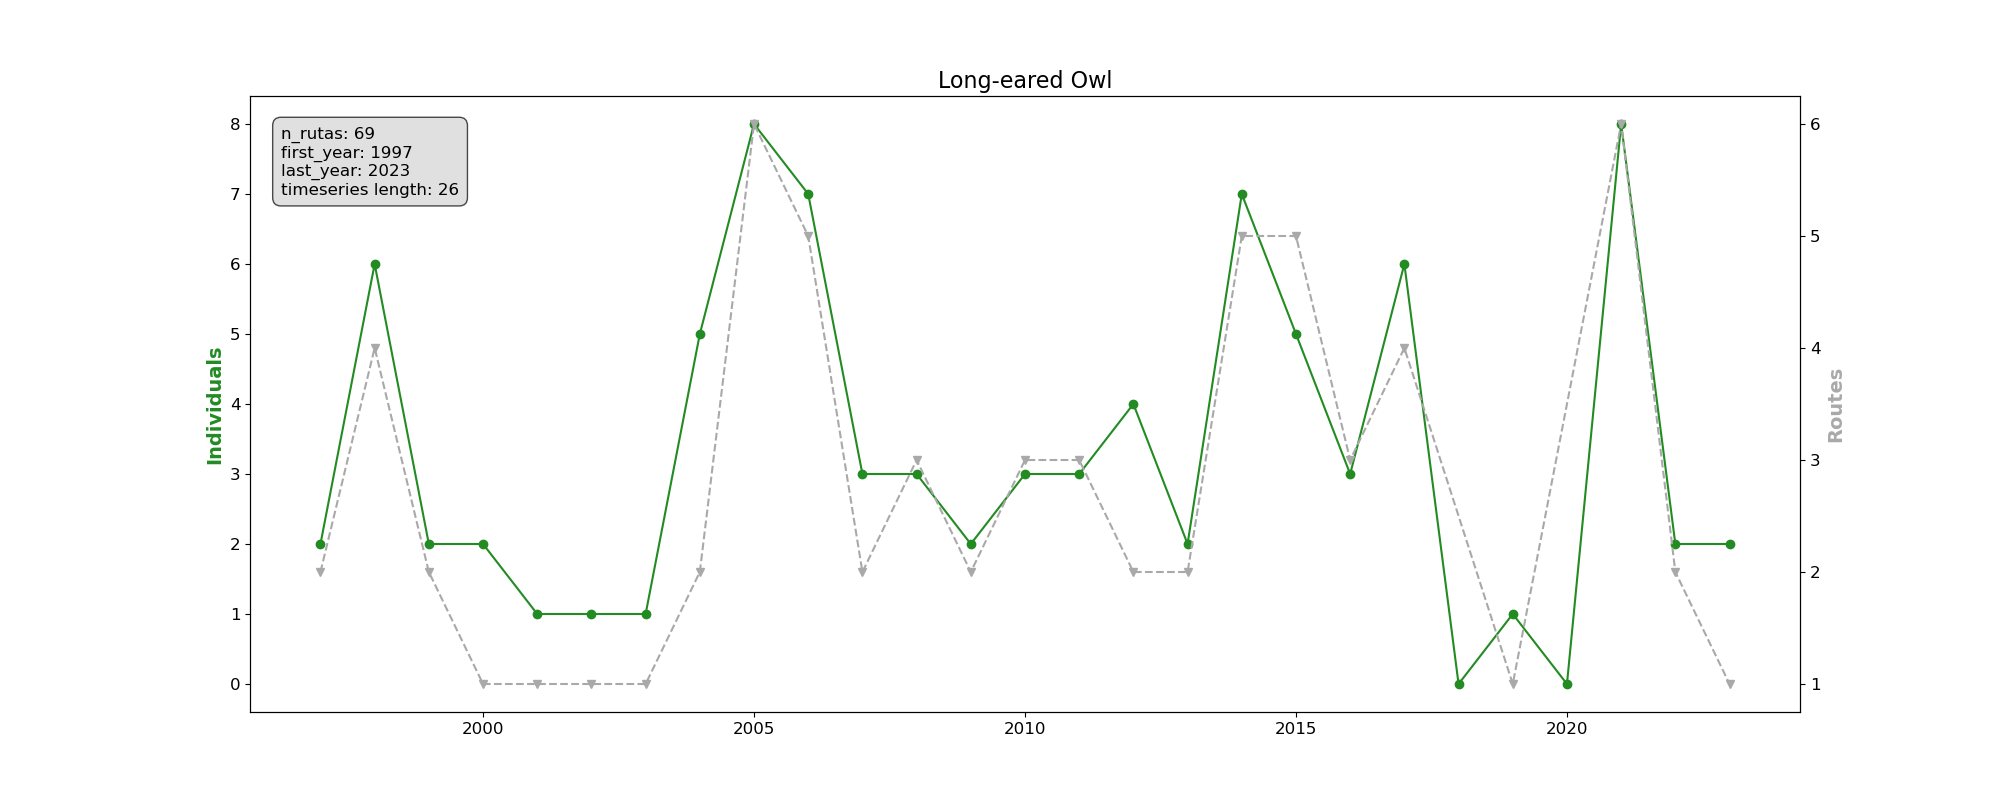 Long-eared Owl
n_rutas: 69
first_year: 1997
last_year: 2023
timeseries length: 26
Individuals
8
7
6
5
4
3
2
1
0
Routes
6
5
4
3
2
1
2000 2005 2010 2015 2020